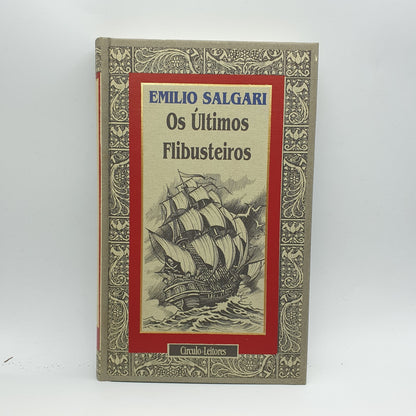 EMILIO SALGARI
Os Últimos
Flibusteiros
Círculo-Leitores